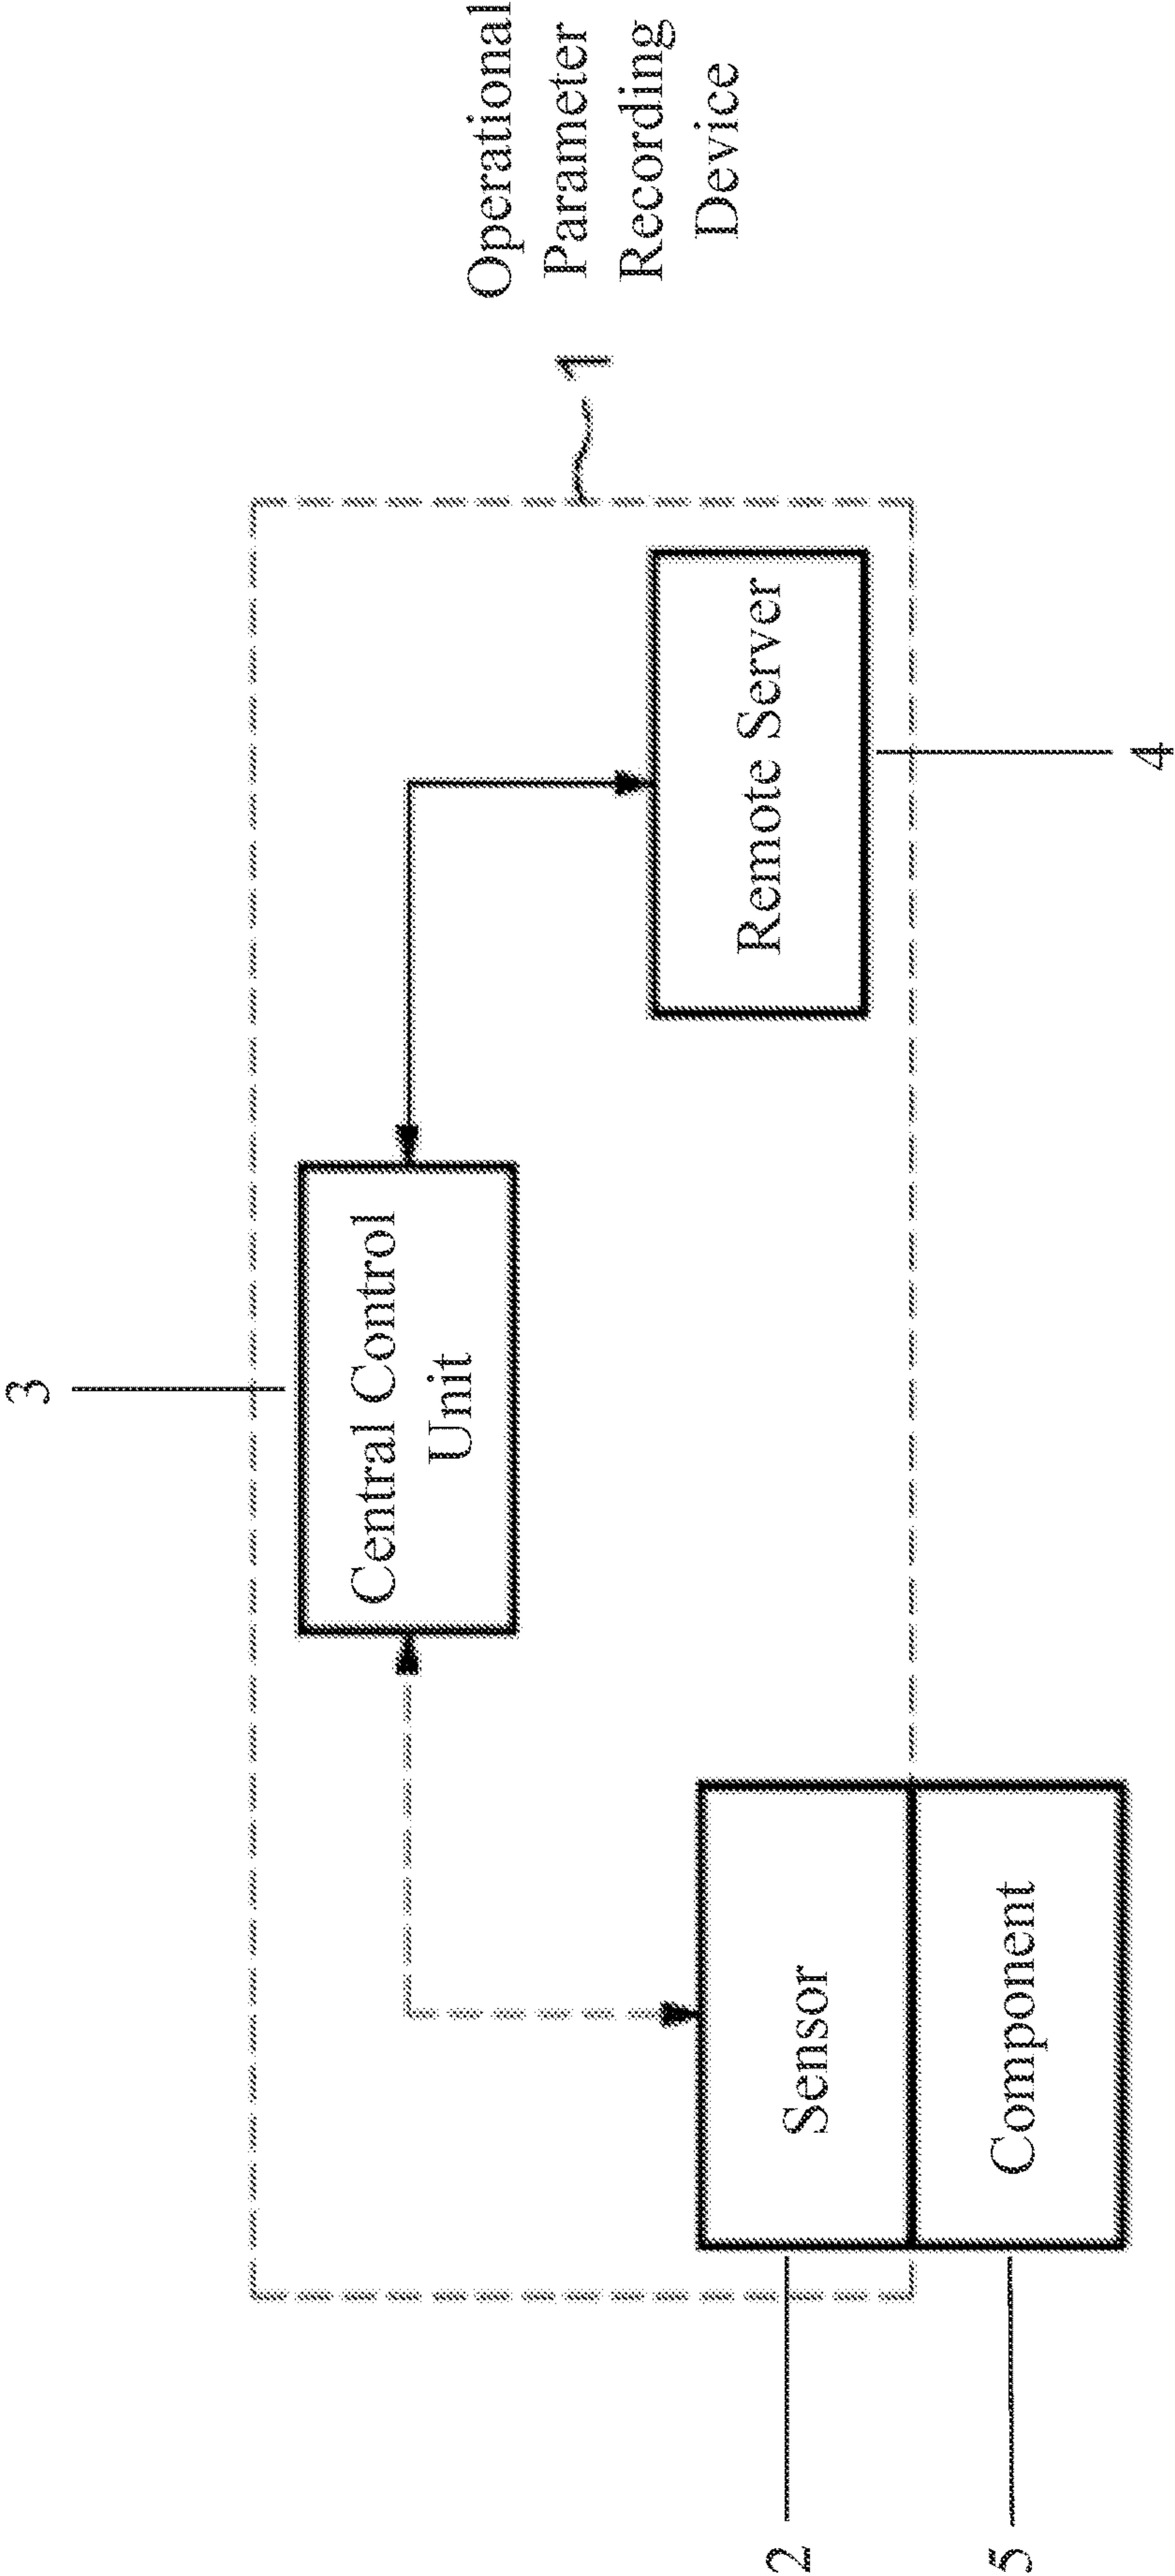 3
Central Control
Unit
Operational
Parameter
Recording
Device
1
Remote Server
4
2
Sensor
5
Component